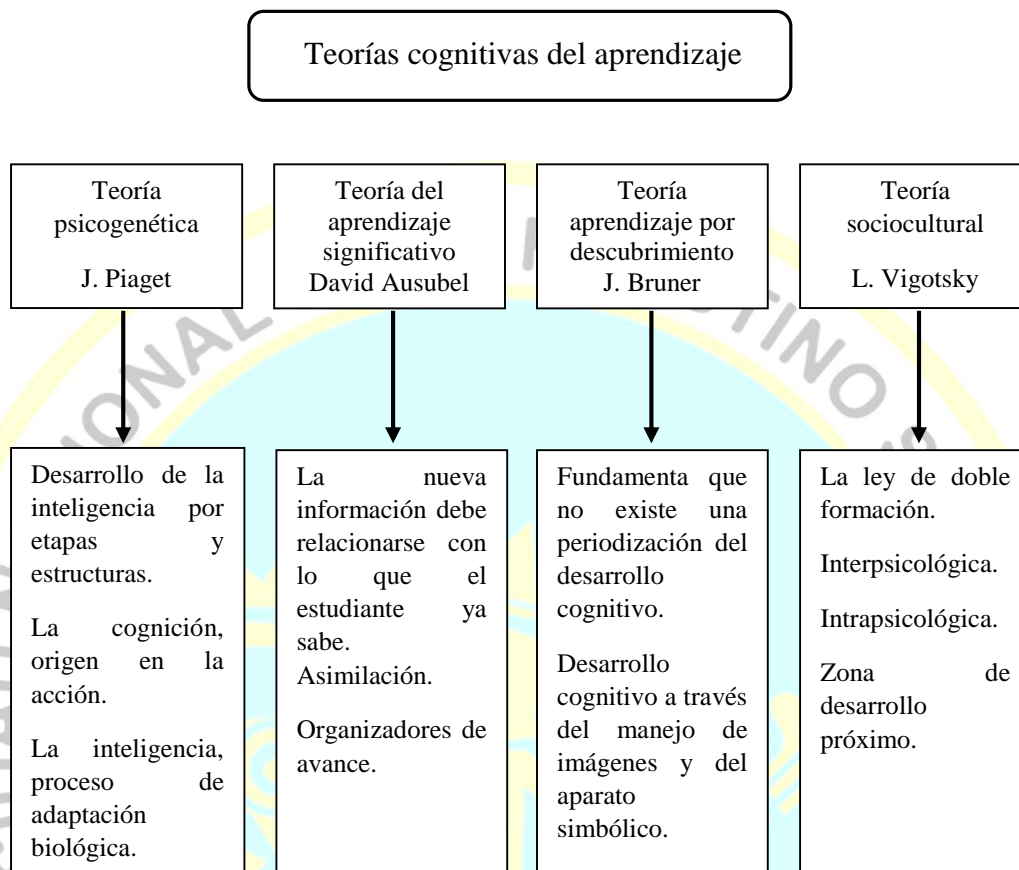 Teorías cognitivas del aprendizaje
Teoría
psicogenética
J. Piaget
Teoría del
aprendizaje
significativo
David Ausubel
Teoría
aprendizaje por
descubrimiento
J. Bruner
Teoría
sociocultural
L. Vigotsky
Desarrollo de la
inteligencia por
etapas y
estructuras.
La cognición,
origen en la
acción.
La inteligencia,
proceso de
adaptación
biológica.
La nueva
información debe
relacionarse con
lo que el
estudiante ya
sabe.
Asimilación.
Organizadores de
avance.
Fundamenta que
no existe una
periodización del
desarrollo
cognitivo.
Desarrollo
cognitivo a través
del manejo de
imágenes y del
aparato
simbólico.
La ley de doble
formación.
Interpsicológica.
Intrapsicológica.
Zona de
desarrollo
próximo.